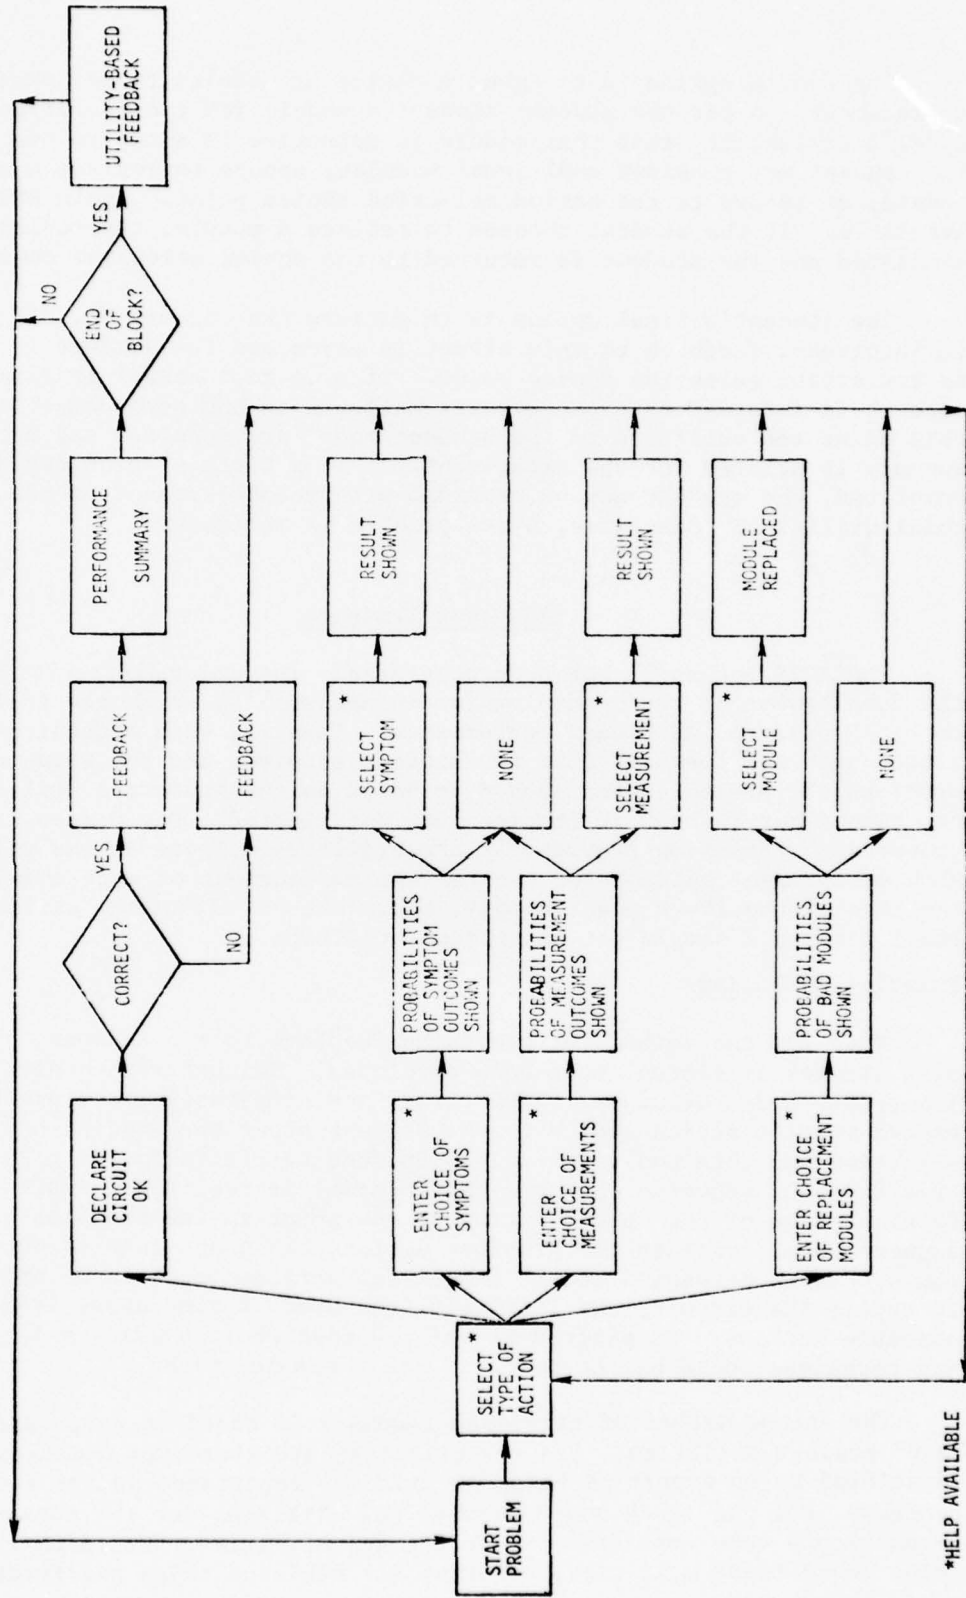 START
PROBLEM
SELECT *
TYPE OF
ACTION
DECLARE
CIRCUIT
OK
CORRECT?
YES
NO
FEEDBACK
PERFORMANCE
SUMMARY
END
OF
BLOCK?
NO
YES
UTILITY-BASED
FEEDBACK
FEEDBACK
ENTER *
CHOICE OF
SYMPTOMS
PROBABILITIES
OF SYMPTOM
OUTCOMES
SHOWN
SELECT *
SYMPTOM
RESULT
SHOWN
NONE
ENTER *
CHOICE OF
MEASUREMENTS
PROBABILITIES
OF MEASUREMENT
OUTCOMES
SHOWN
SELECT *
MEASUREMENT
RESULT
SHOWN
ENTER CHOICE *
OF REPLACEMENT
MODULES
PROBABILITIES
OF BAD MODULES
SHOWN
SELECT *
MODULE
MODULE
REPLACED
NONE
*HELP AVAILABLE